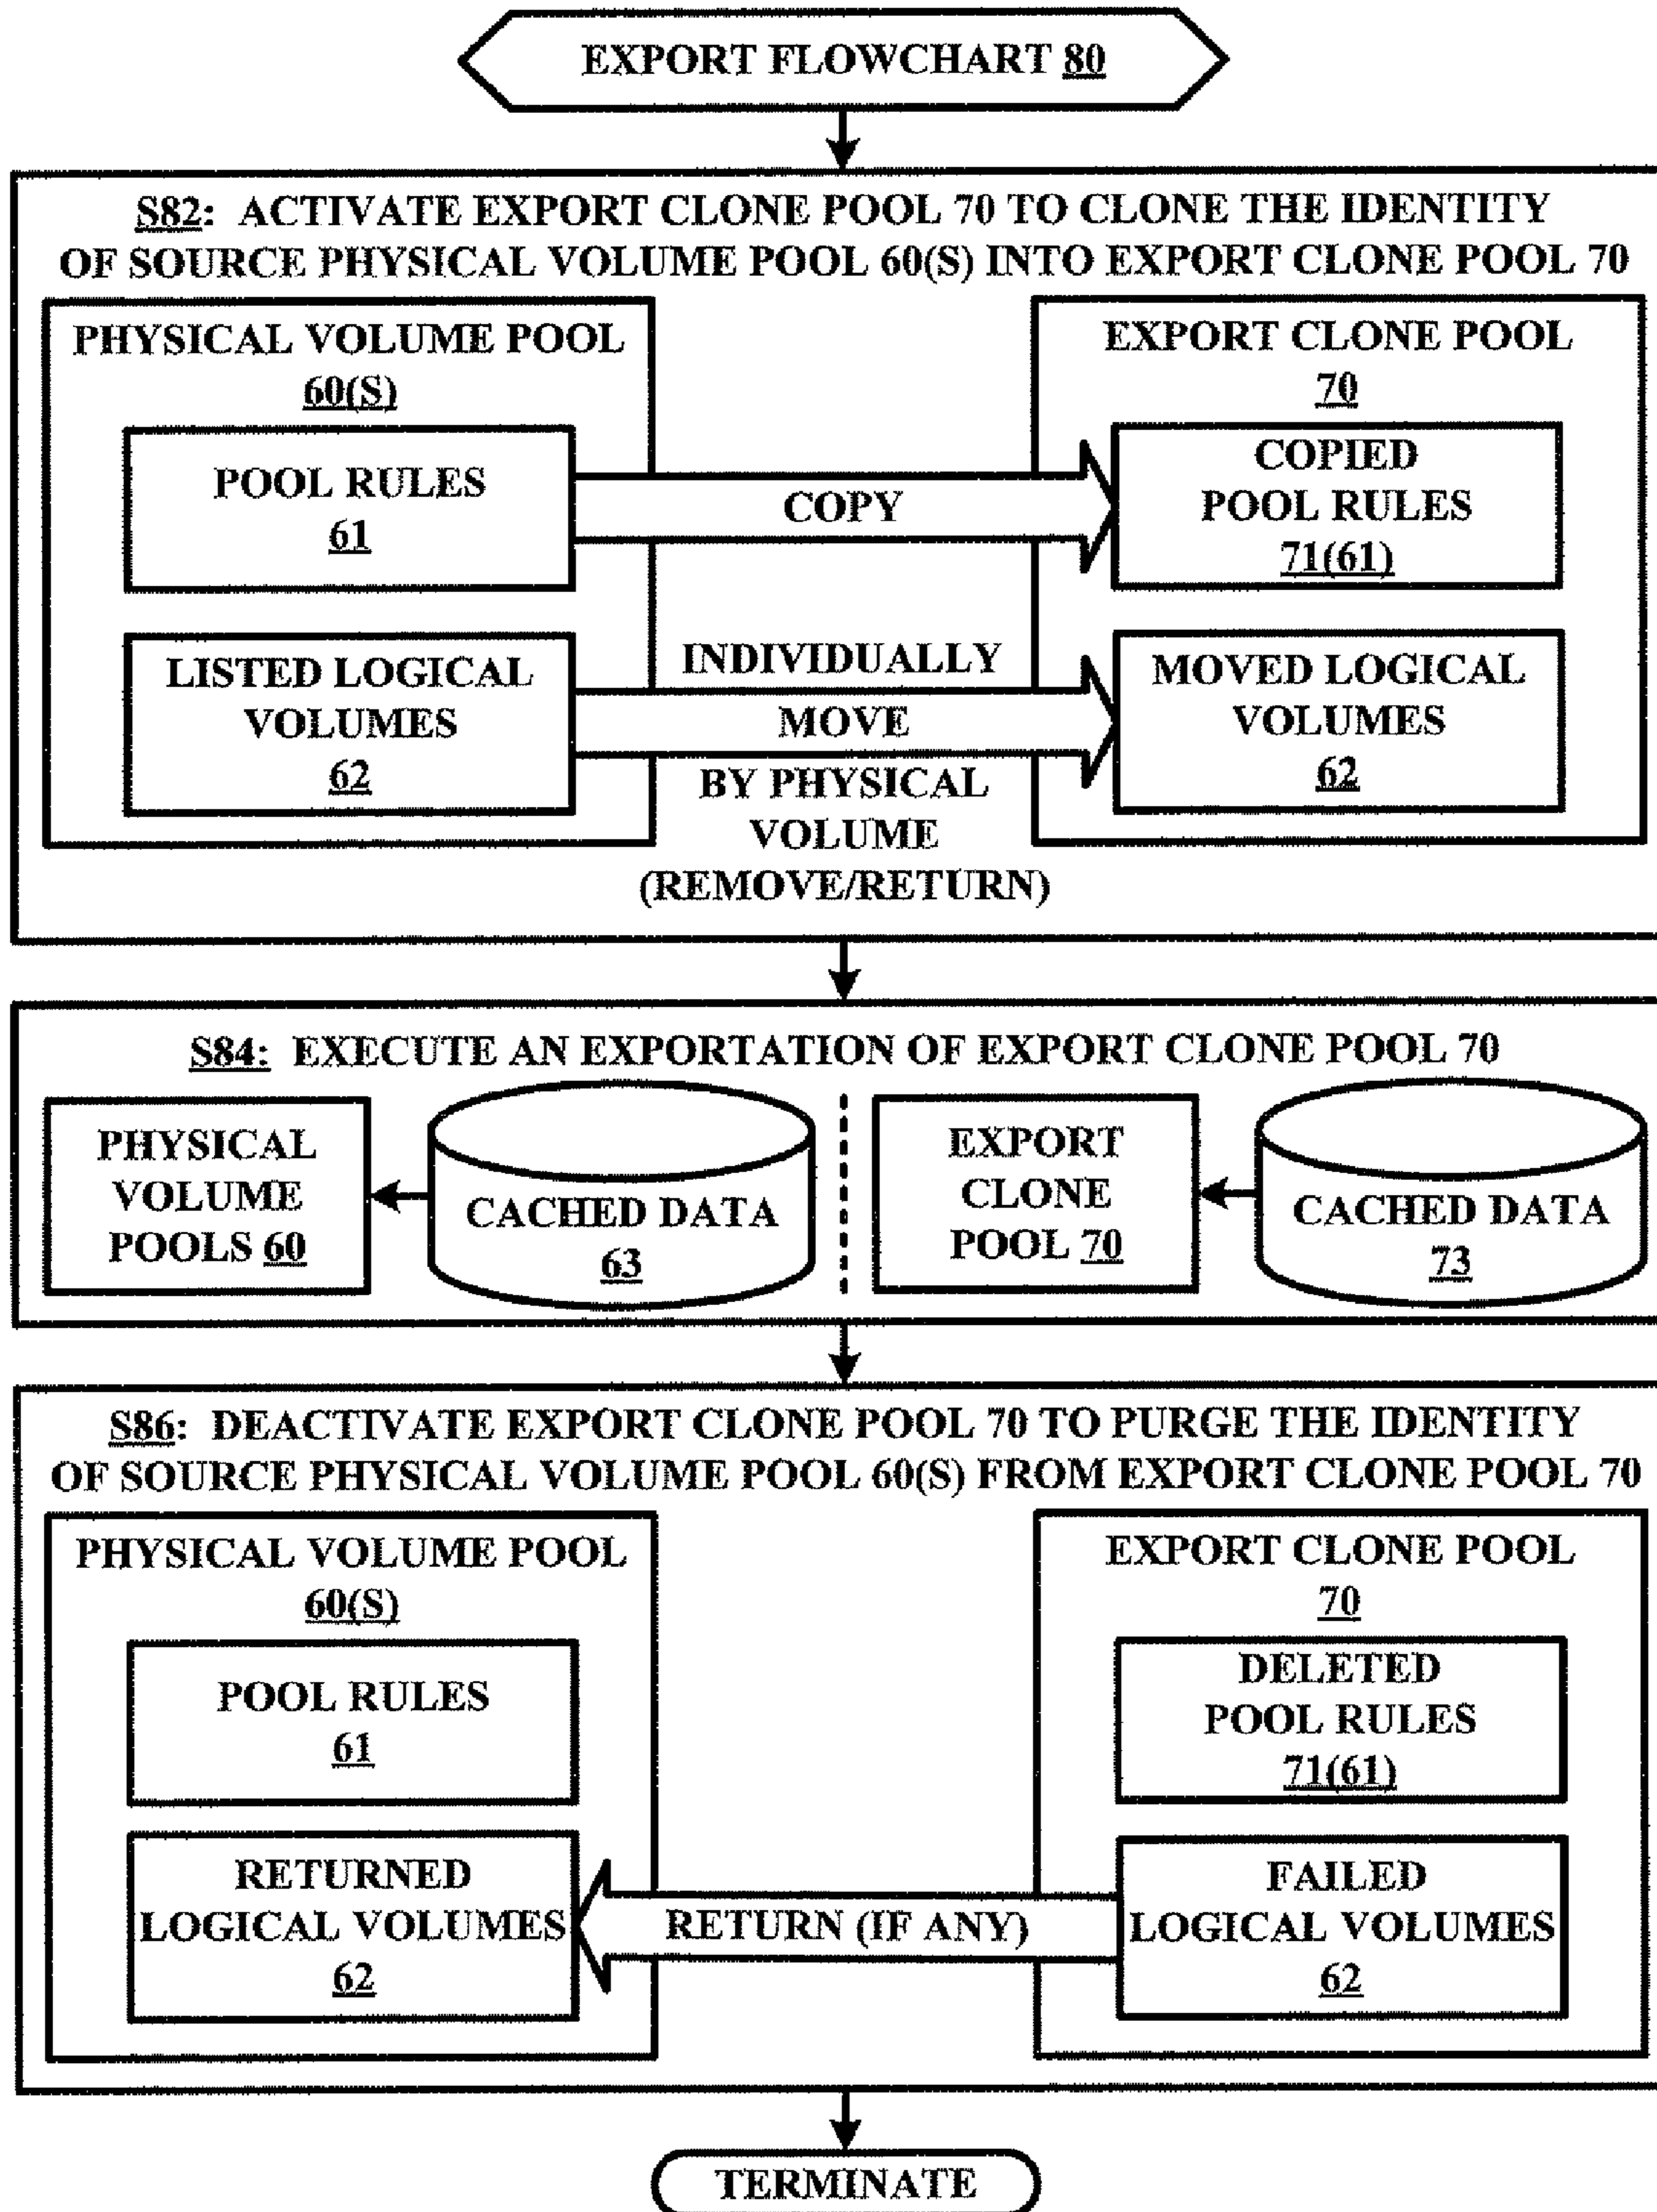 EXPORT FLOWCHART 80
S82: ACTIVATE EXPORT CLONE POOL 70 TO CLONE THE IDENTITY
OF SOURCE PHYSICAL VOLUME POOL 60(S) INTO EXPORT CLONE POOL 70
PHYSICAL VOLUME POOL
60(S)
POOL RULES
61
COPY
EXPORT CLONE POOL
70
COPIED
POOL RULES
71(61)
LISTED LOGICAL
VOLUMES
62
INDIVIDUALLY
MOVE
BY PHYSICAL
VOLUME
(REMOVE/RETURN)
MOVED LOGICAL
VOLUMES
62
S84: EXECUTE AN EXPORTATION OF EXPORT CLONE POOL 70
PHYSICAL
VOLUME
POOLS 60
CACHED DATA
63
EXPORT
CLONE
POOL 70
CACHED DATA
73
S86: DEACTIVATE EXPORT CLONE POOL 70 TO PURGE THE IDENTITY
OF SOURCE PHYSICAL VOLUME POOL 60(S) FROM EXPORT CLONE POOL 70
PHYSICAL VOLUME POOL
60(S)
POOL RULES
61
EXPORT CLONE POOL
70
DELETED
POOL RULES
71(61)
RETURNED
LOGICAL VOLUMES
62
RETURN (IF ANY)
FAILED
LOGICAL VOLUMES
62
TERMINATE